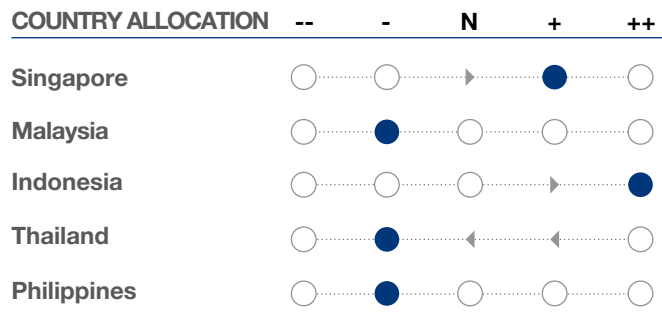 COUNTRY ALLOCATION -- - N + ++
Singapore
Malaysia
Indonesia
Thailand
Philippines